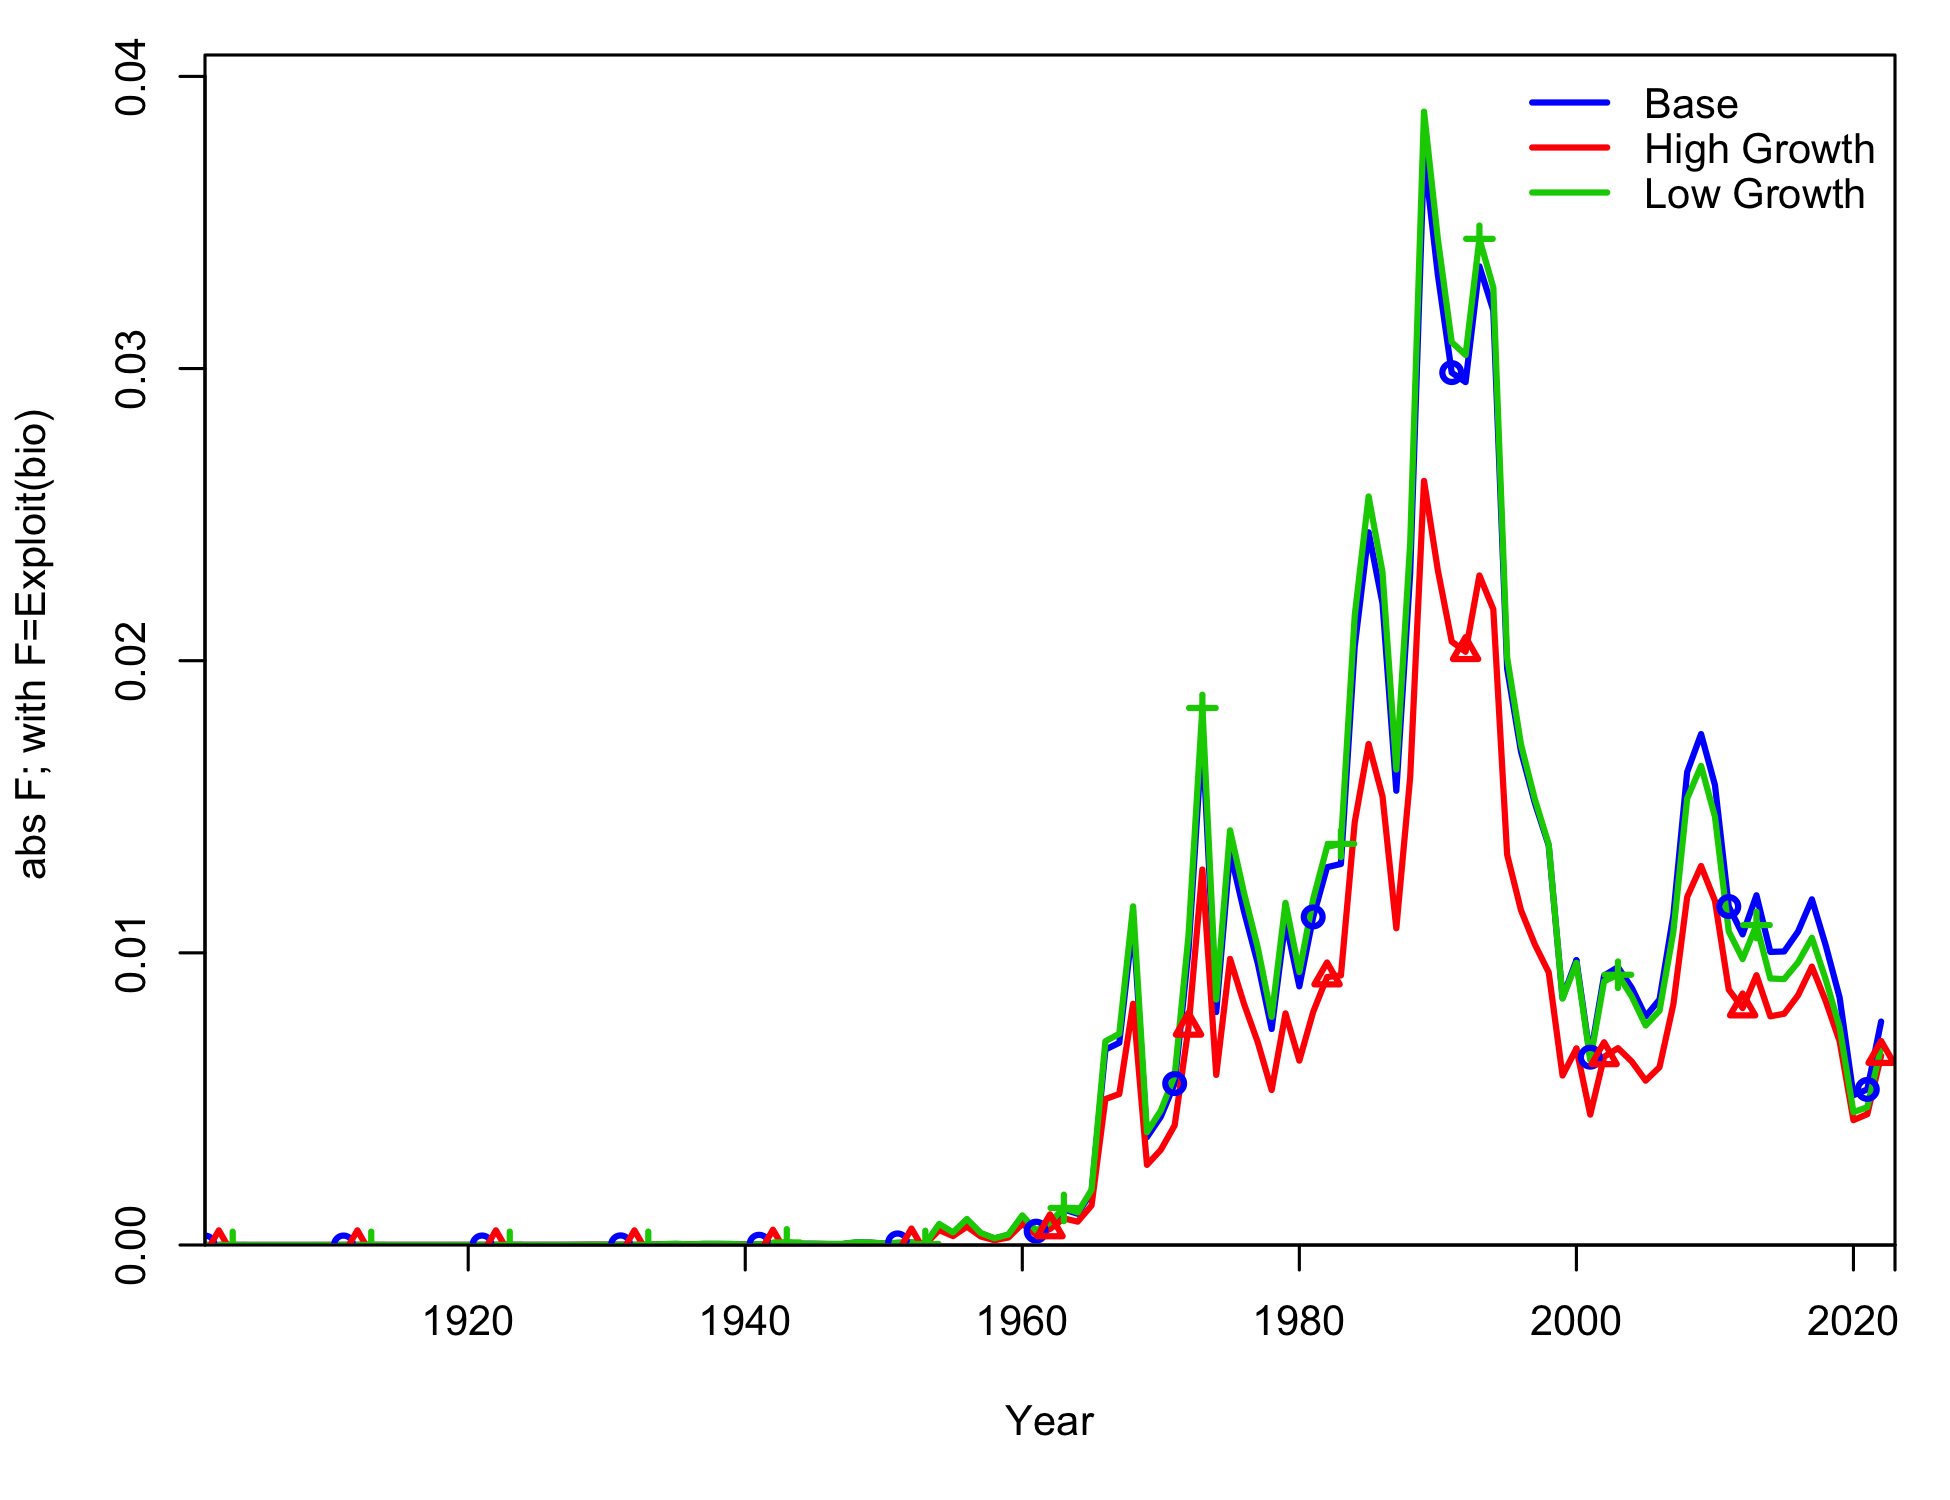 abs F; with F=Exploit(bio)
0.04
0.03
0.02
0.01
0.00
Base
High Growth
Low Growth
1920 1940 1960 1980 2000 2020
Year